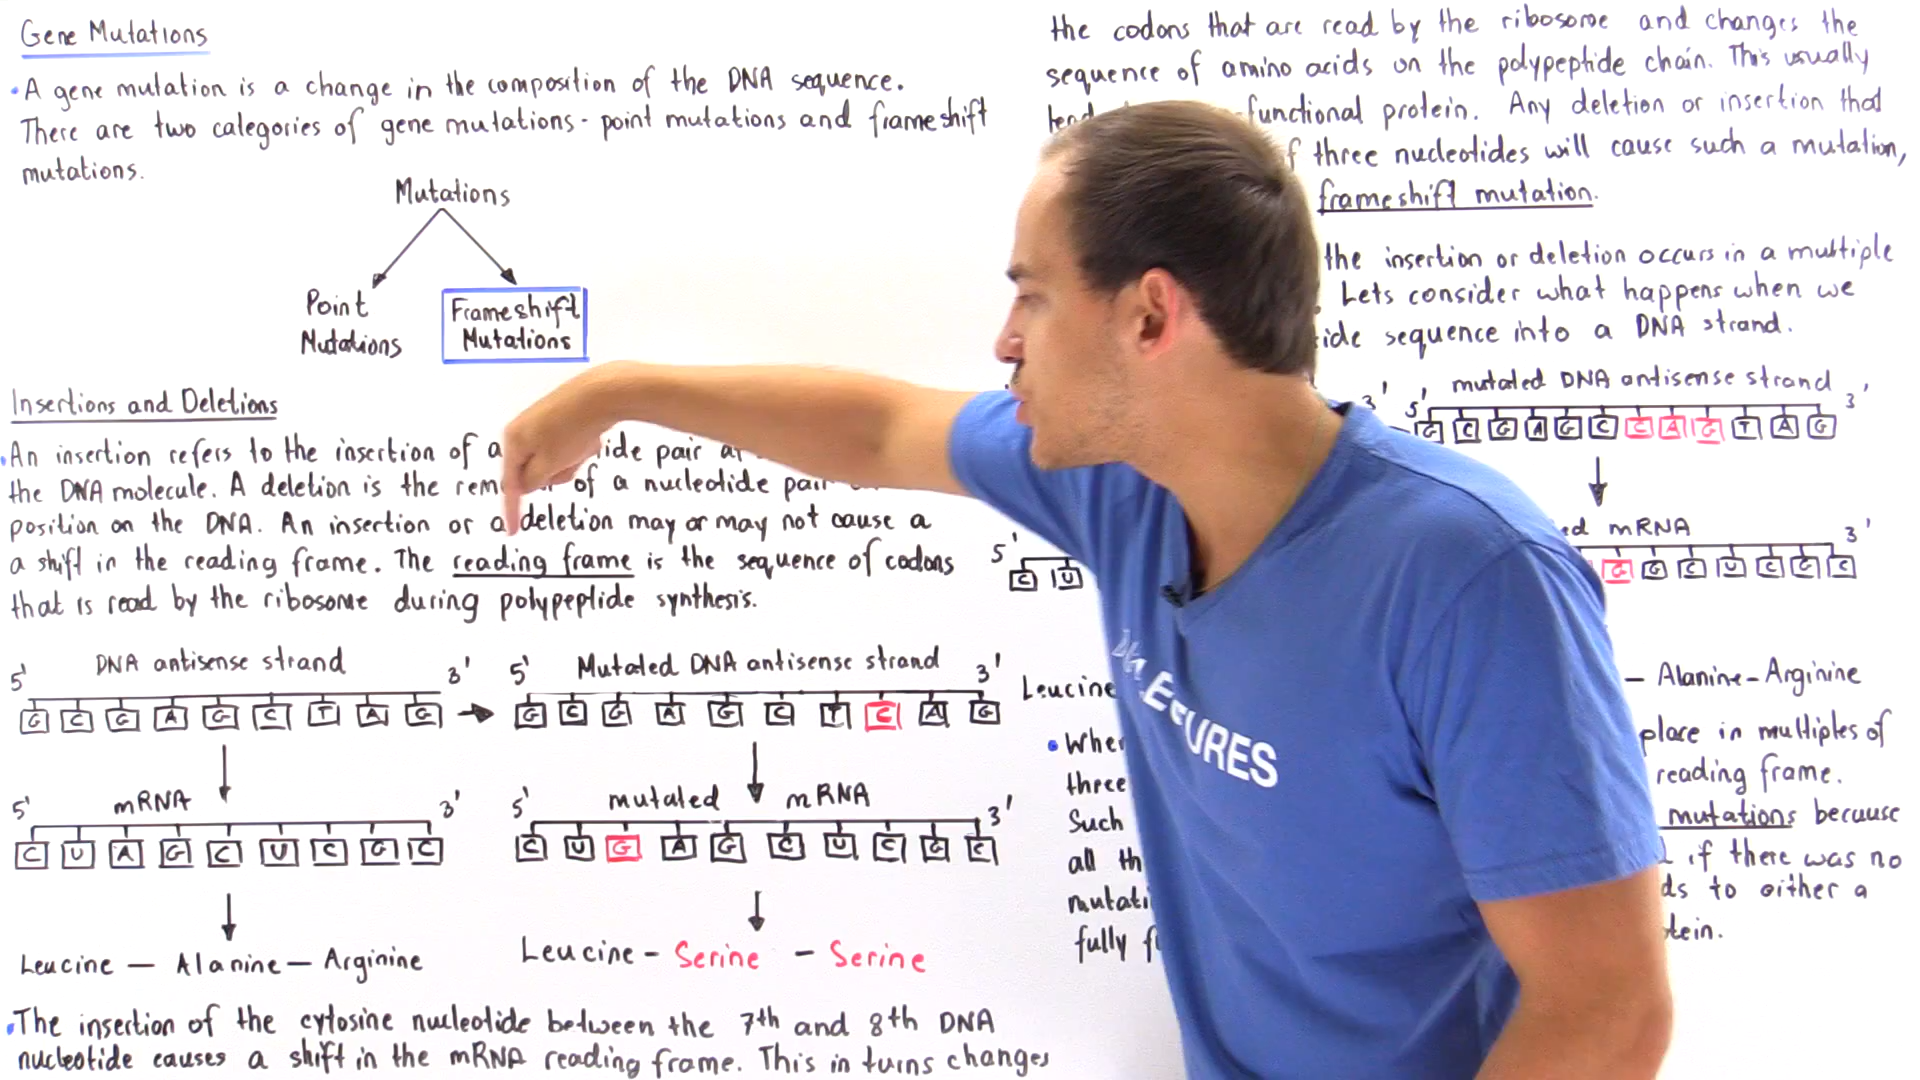 Gene Mutations
• A gene mutation is a change in the composition of the DNA sequence.
There are two categories of gene mutations - point mutations and frameshift
mutations.
Mutations
Point
Mutations
Frameshift
Mutations
Insertions and Deletions
• An insertion refers to the insertion of a
the DNA molecule. A deletion is the of a nucleotide pair
position on the DNA. An insertion or a deletion may or may not cause a
a shift in the reading frame. The reading frame is the sequence of codons
that is read by the ribosome during polypeptide synthesis.
5' DNA antisense strand 3'
G C G A G C T A G
5' mRNA 3'
C U A G C U C G C
Leucine — Alanine — Arginine
5' Mutated DNA antisense strand 3'
G C G A G C T C A G
5' mutated mRNA 3'
C U G A G C U C G C
Leucine - Serine - Serine
• The insertion of the cytosine nucleotide between the 7th and 8th DNA
nucleotide causes a shift in the mRNA reading frame. This in turns changes
the codons that are read by the ribosome and changes the
sequence of amino acids on the polypeptide chain. This usually
functional protein. Any deletion or insertion that
three nucleotides will cause such a mutation,
frameshift mutation.
the insertion or deletion occurs in a multiple
. Lets consider what happens when we
sequence into a DNA strand.
3'
5' mutated DNA antisense strand 3'
G C G A G C C A G T A G
mRNA 3'
5'
C U
G G C U C G C
Leucine
— Alanine - Arginine
•
place in multiples of
three
reading frame.
Such
mutations because
all
if there was no
to either a
fully